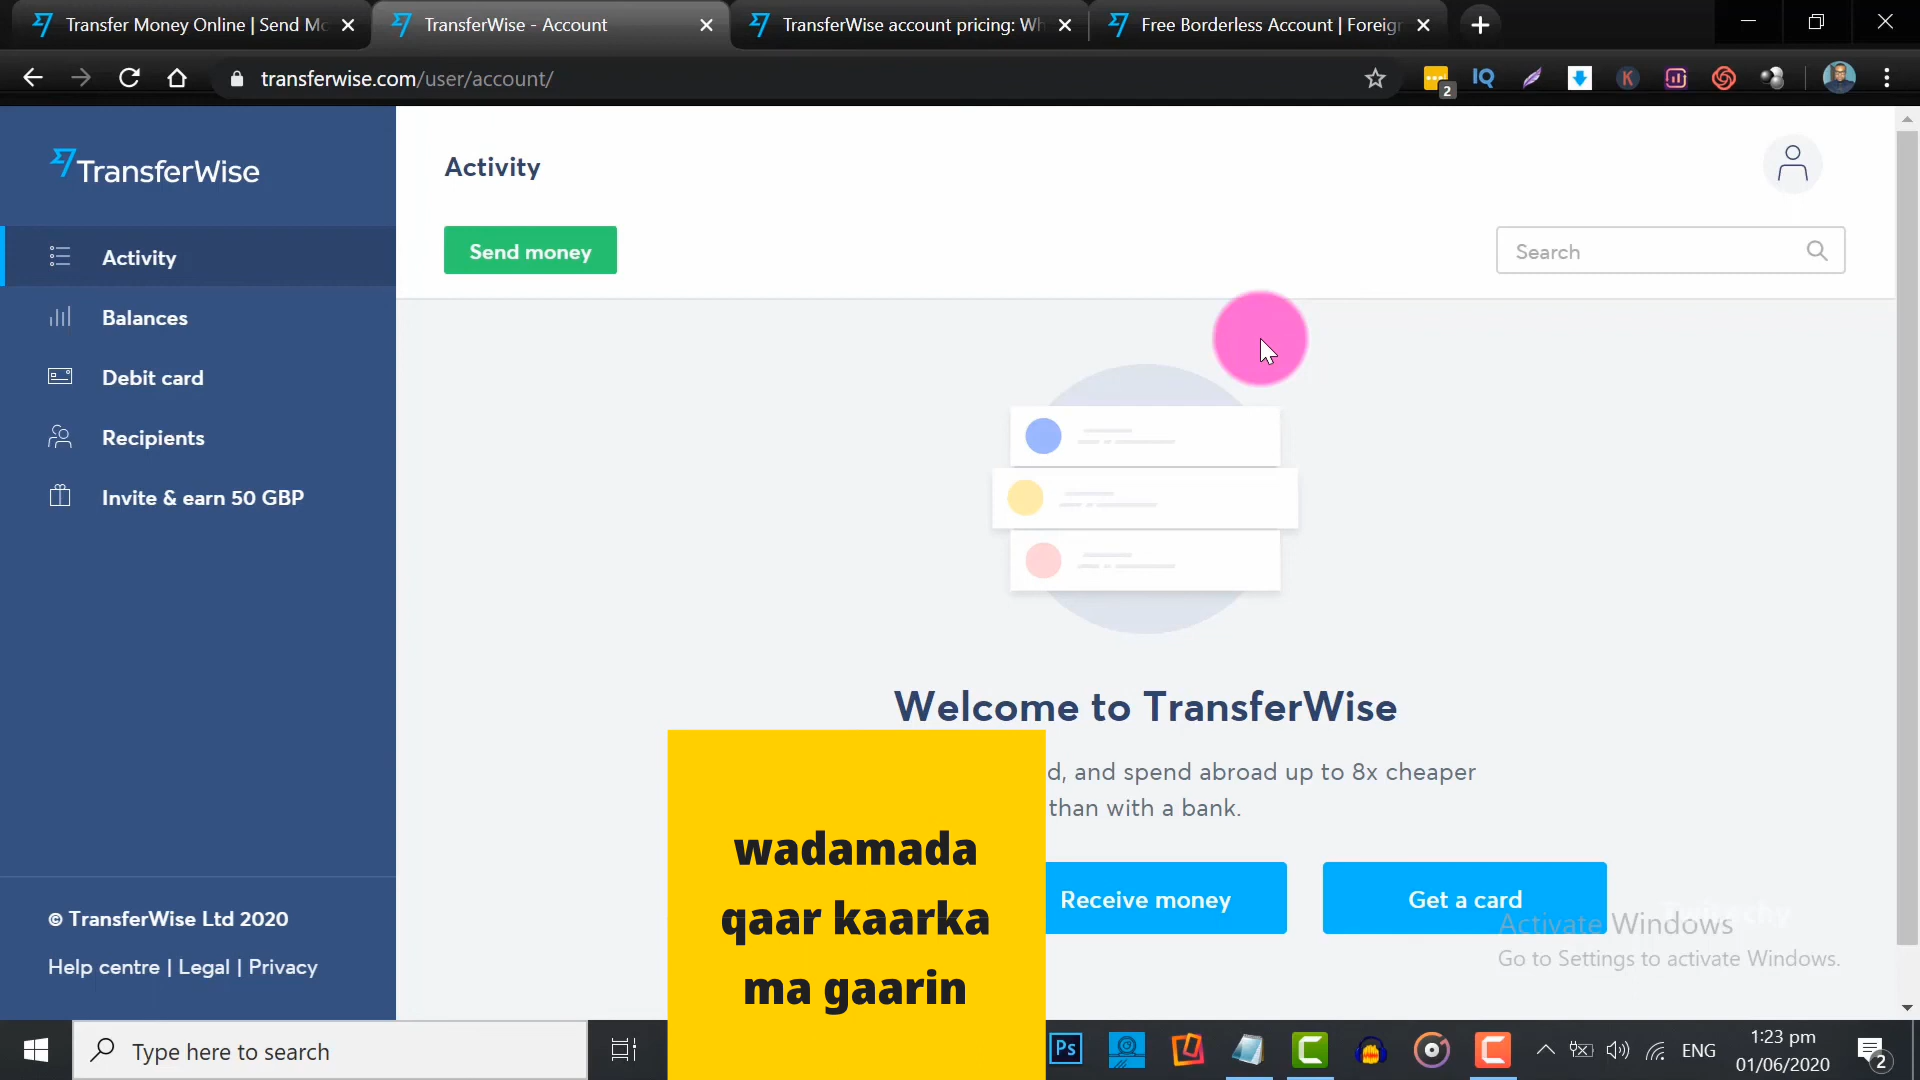 Transfer Money Online | Send Mo
TransferWise - Account
TransferWise account pricing: Wh
Free Borderless Account | Foreign
transferwise.com/user/account/
2
IQ
K
TransferWise
Activity
Send money
Search
Activity
Balances
Debit card
Recipients
Invite & earn 50 GBP
Welcome to TransferWise
d, and spend abroad up to 8x cheaper
than with a bank.
Receive money
Get a card
wadamada
qaar kaarka
ma gaarin
Activate Windows
Go to Settings to activate Windows.
© TransferWise Ltd 2020
Help centre | Legal | Privacy
Type here to search
Ps
ENG
1:23 pm
01/06/2020
2